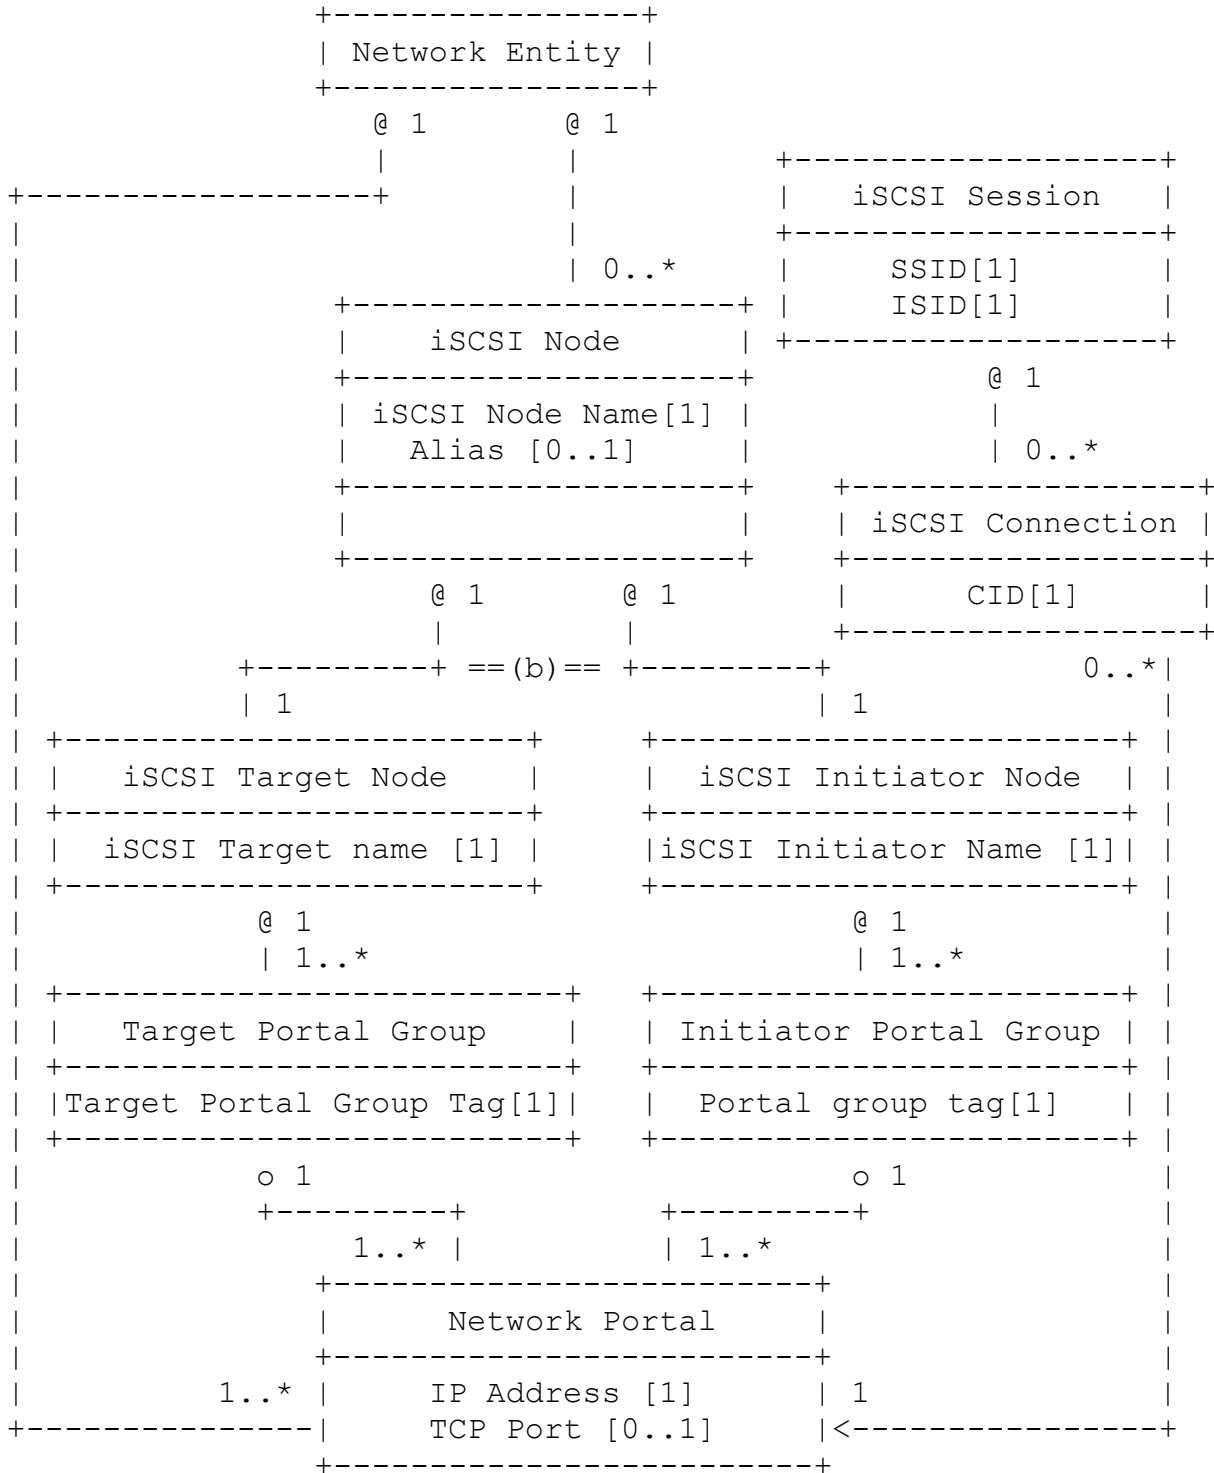 +----------------+
| Network Entity |
+----------------+
@ 1 @ 1
| | +-------------------+
+------------------+ | | iSCSI Session |
| | +-------------------+
| | 0..* | SSID[1] |
| +--------------------+ | ISID[1] |
| | iSCSI Node | +-------------------+
| +--------------------+ @ 1
| | iSCSI Node Name[1] | |
| | Alias [0..1] | | 0..*
| +--------------------+ +------------------+
| | | | iSCSI Connection |
| +--------------------+ +------------------+
| @ 1 @ 1 | CID[1] |
| | | +------------------+
| +---------+ ==(b)== +---------+ 0..*|
| | 1 | 1 |
| +------------------------+ +------------------------+ |
| | iSCSI Target Node | | iSCSI Initiator Node | |
| +------------------------+ +------------------------+ |
| | iSCSI Target name [1] | |iSCSI Initiator Name [1]| |
| +------------------------+ +------------------------+ |
| @ 1 @ 1 |
| | 1..* | 1..* |
| +--------------------------+ +------------------------+ |
| | Target Portal Group | | Initiator Portal Group | |
| +--------------------------+ +------------------------+ |
| |Target Portal Group Tag[1]| | Portal group tag[1] | |
| +--------------------------+ +------------------------+ |
| o 1 o 1 |
| +---------+ +---------+ |
| 1..* | | 1..* |
| +-------------------------+ |
| | Network Portal | |
| +-------------------------+ |
| 1..* | IP Address [1] | 1 |
+---------------| TCP Port [0..1] |<----------------+
+-------------------------+